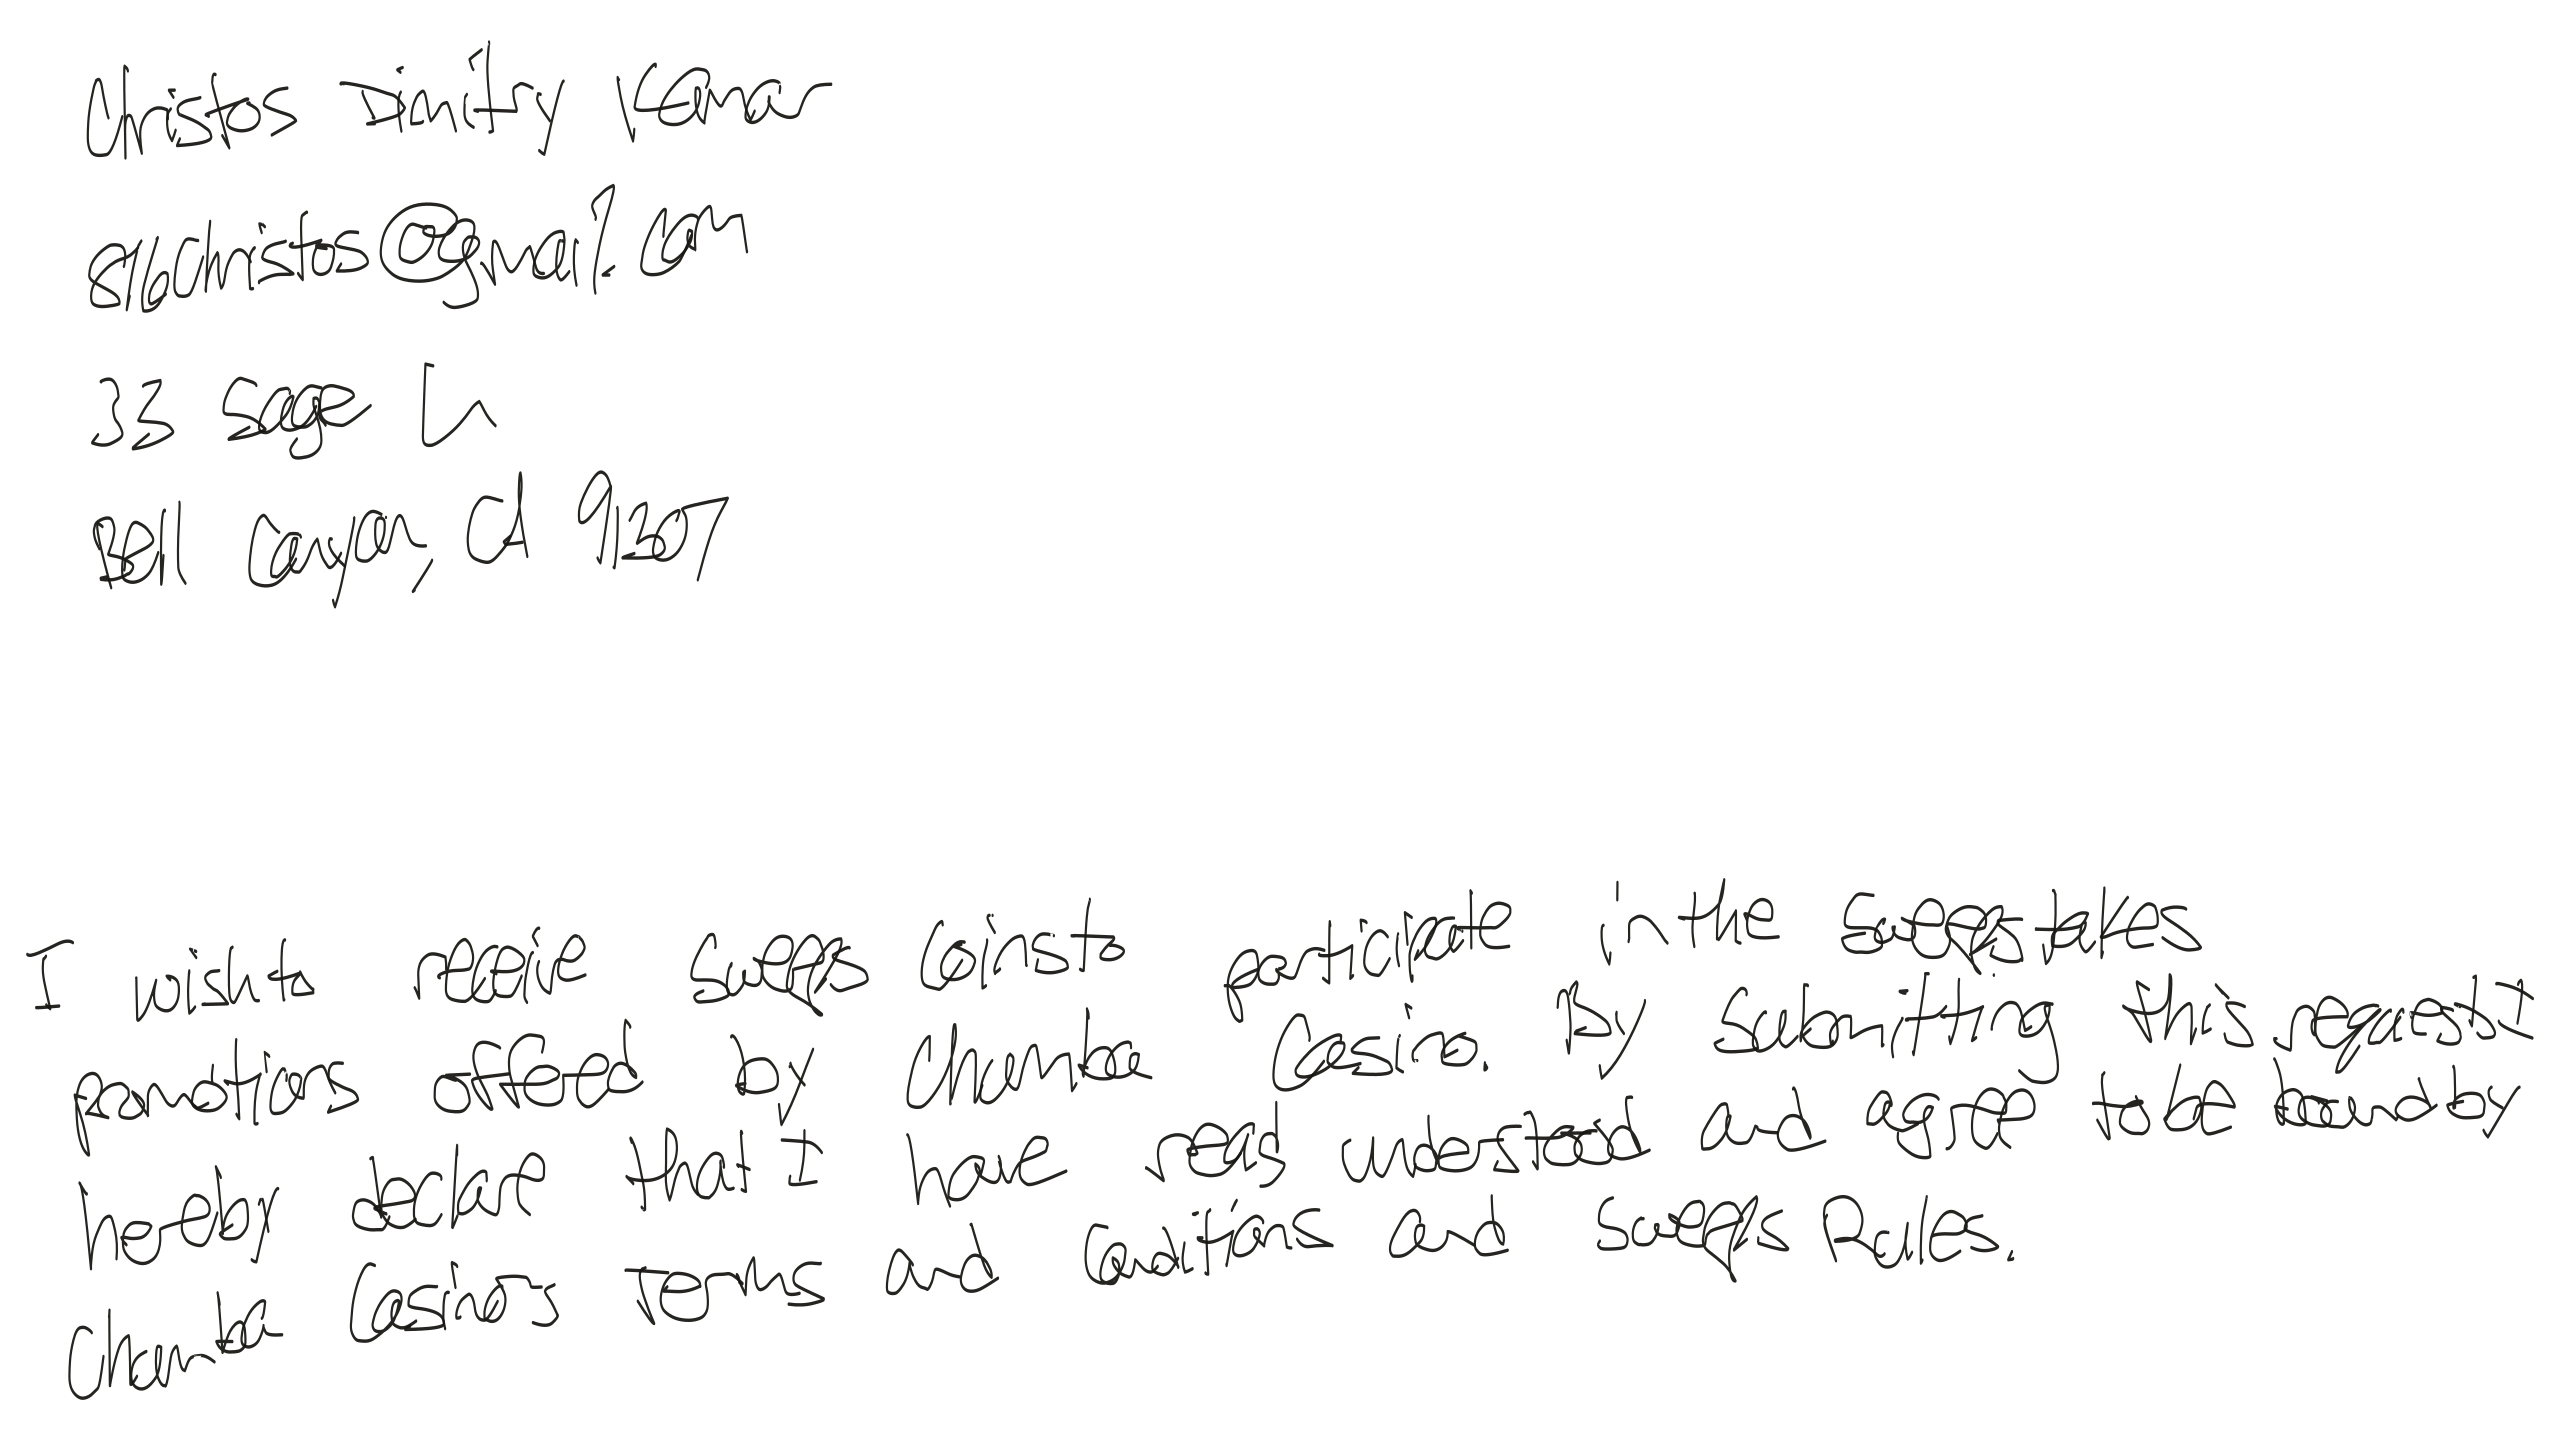 Christos Dimitry Kamar
816christos@gmail.com
33 Sage Ln
Bell Canyon, CA 91307
I wish to receive sweeps coins to participate in the sweepstakes
promotions offered by Chumba Casino. By Submitting this request I
hereby declare that I have read understood and agree to be bound by
Chumba Casino's Terms and Conditions and Sweeps Rules.